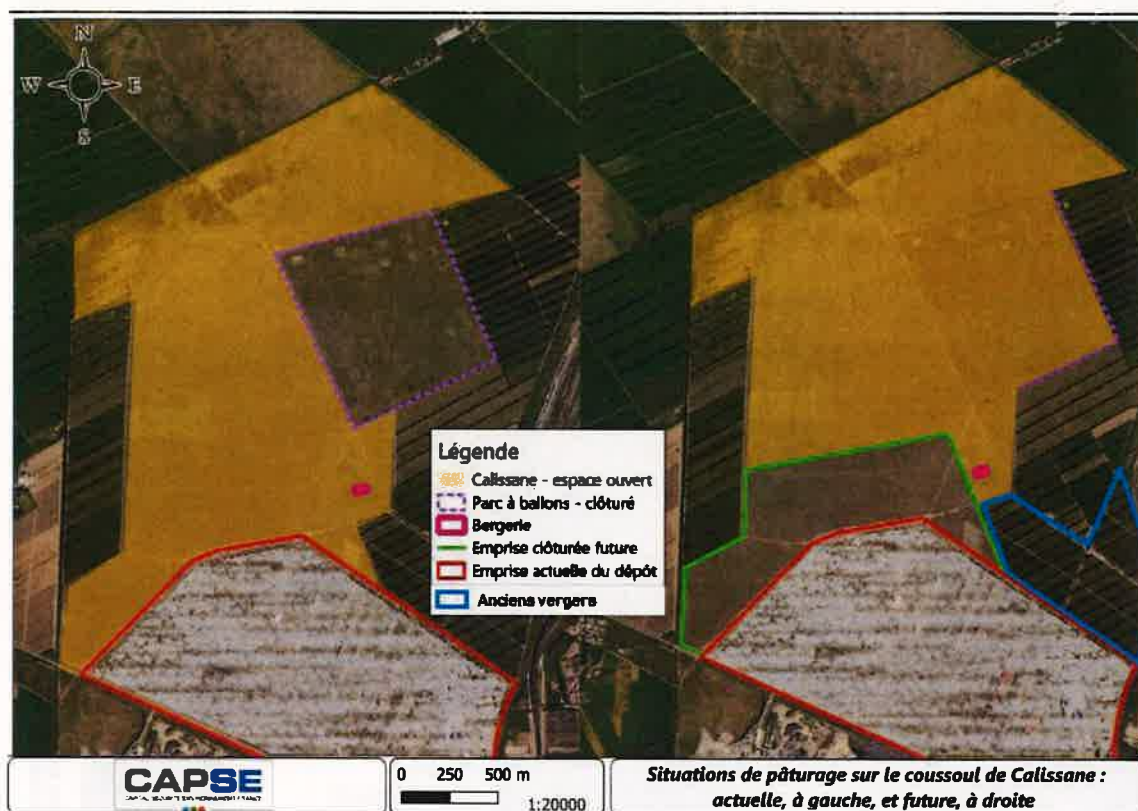 N
W E
S
Légende
Calissane - espace ouvert
Parc à ballons - clôturé
Bergerie
Emprise clôturée future
Emprise actuelle du dépôt
Anciens vergers
CAPSE
0 250 500 m
1:20000
Situations de pâturage sur le coussoul de Calissane :
actuelle, à gauche, et future, à droite